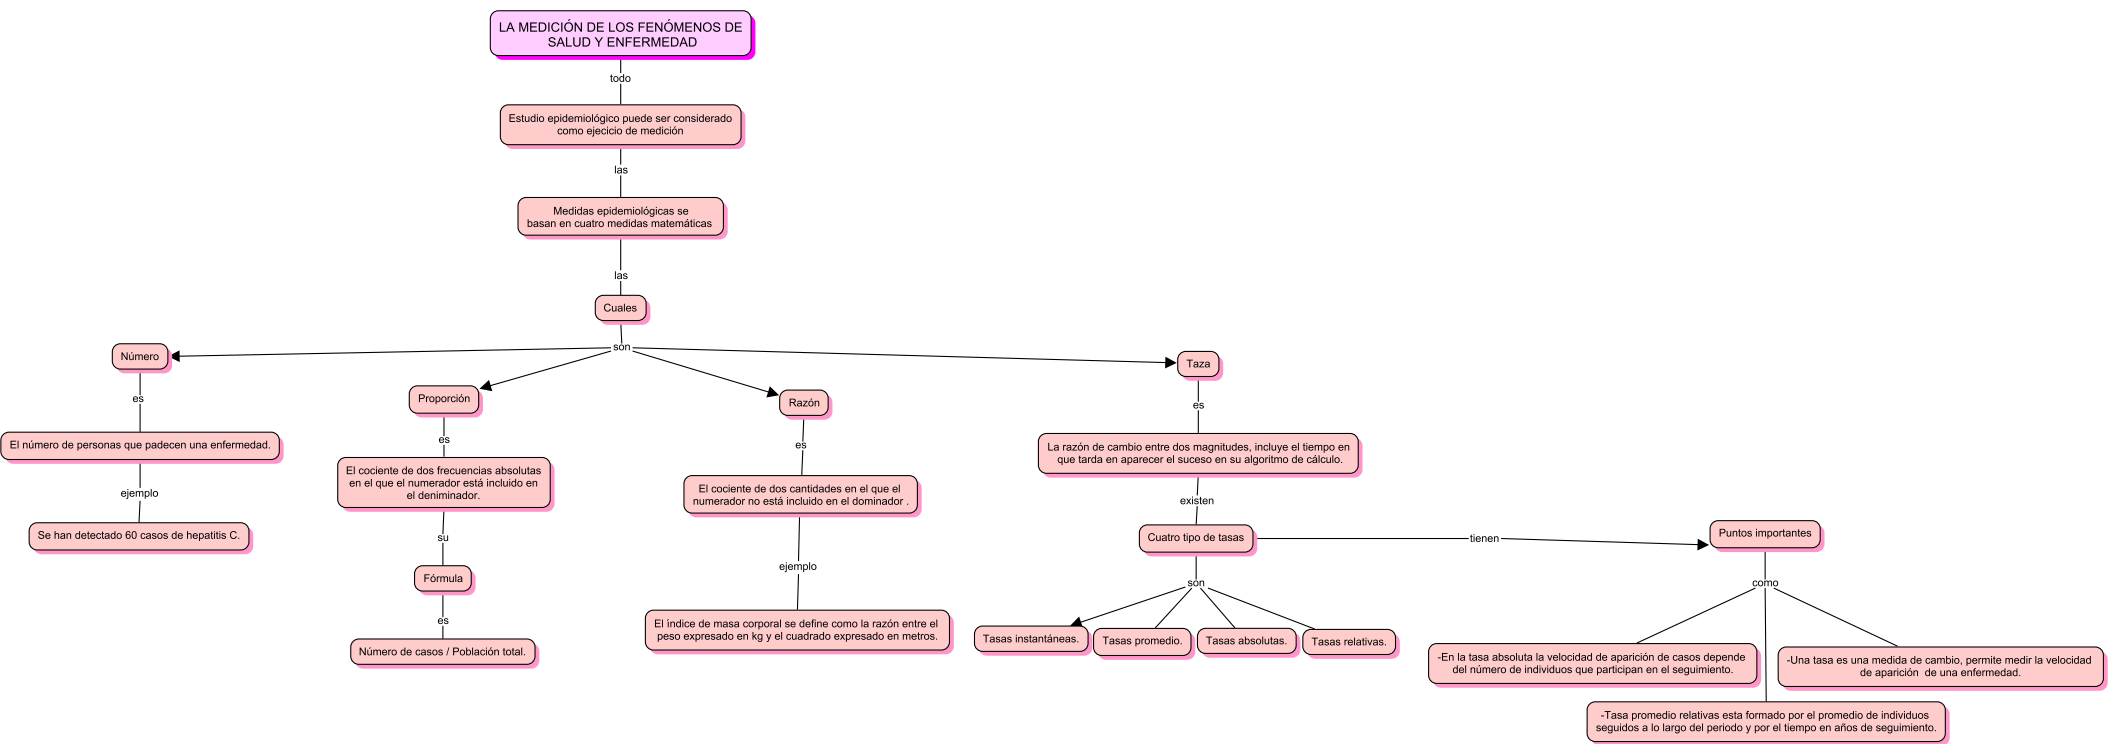 LA MEDICIÓN DE LOS FENÓMENOS DE
SALUD Y ENFERMEDAD
todo
Estudio epidemiológico puede ser considerado
como ejecicio de medición
las
Medidas epidemiológicas se
basan en cuatro medidas matemáticas
las
Cuales
son
Número
es
El número de personas que padecen una enfermedad.
ejemplo
Se han detectado 60 casos de hepatitis C.
Proporción
es
El cociente de dos frecuencias absolutas
en el que el numerador está incluido en
el deniminador.
su
Fórmula
es
Número de casos / Población total.
Razón
es
El cociente de dos cantidades en el que el
numerador no está incluido en el dominador .
ejemplo
El índice de masa corporal se define como la razón entre el
peso expresado en kg y el cuadrado expresado en metros.
Taza
es
La razón de cambio entre dos magnitudes, incluye el tiempo en
que tarda en aparecer el suceso en su algoritmo de cálculo.
existen
Cuatro tipo de tasas
son
Tasas instantáneas.
Tasas promedio.
Tasas absolutas.
Tasas relativas.
tienen
Puntos importantes
como
-En la tasa absoluta la velocidad de aparición de casos depende
del número de individuos que participan en el seguimiento.
-Tasa promedio relativas esta formado por el promedio de individuos
seguidos a lo largo del periodo y por el tiempo en años de seguimiento.
-Una tasa es una medida de cambio, permite medir la velocidad
de aparición de una enfermedad.